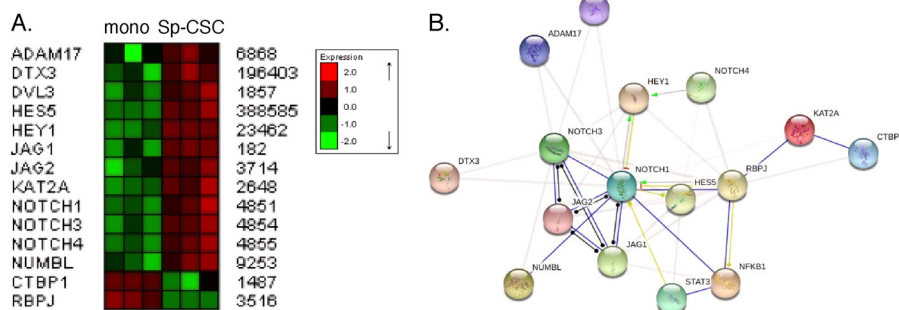 A.
mono Sp-CSC
ADAM17 6868
DTX3 196403
DVL3 1857
HES5 388585
HEY1 23462
JAG1 182
JAG2 3714
KAT2A 2648
NOTCH1 4851
NOTCH3 4854
NOTCH4 4855
NUMBL 9253
CTBP1 1487
RBPJ 3516
Expression
2.0
1.0
0.0
-1.0
-2.0
B.
ADAM17
HEY1
NOTCH4
KAT2A
CTBP
NOTCH3
DTX3
NOTCH1
HES5
RBPJ
JAG2
JAG1
NUMBL
STAT3
NFKB1